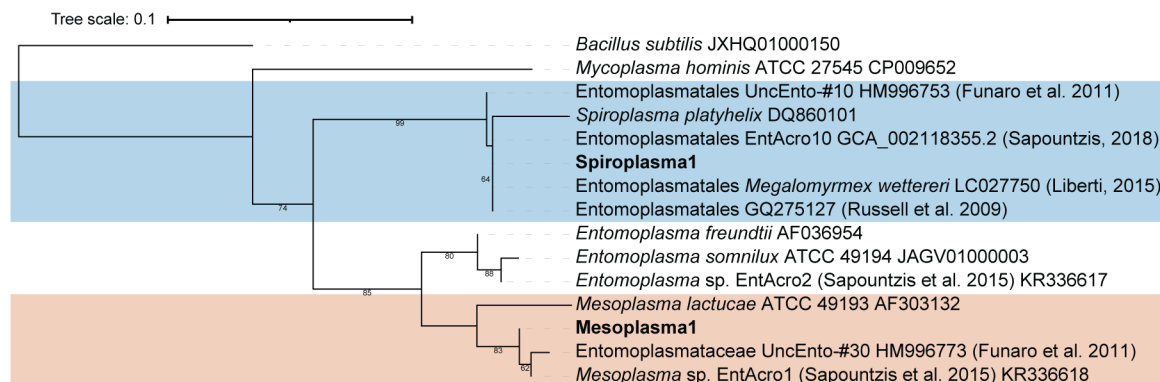 Tree scale: 0.1
Bacillus subtilis JXHQ01000150
Mycoplasma hominis ATCC 27545 CP009652
Entomoplasmatales UncEnto-#10 HM996753 (Funaro et al. 2011)
99
Spiroplasma platyhelix DQ860101
Entomoplasmatales EntAcro10 GCA_002118355.2 (Sapountzis, 2018)
Spiroplasma1
64
Entomoplasmatales Megalomyrmex wettereri LC027750 (Liberti, 2015)
74
Entomoplasmatales GQ275127 (Russell et al. 2009)
Entomoplasma freundtii AF036954
80
Entomoplasma somnilux ATCC 49194 JAGV01000003
88
Entomoplasma sp. EntAcro2 (Sapountzis et al. 2015) KR336617
85
Mesoplasma lactucae ATCC 49193 AF303132
Mesoplasma1
83
Entomoplasmataceae UncEnto-#30 HM996773 (Funaro et al. 2011)
62
Mesoplasma sp. EntAcro1 (Sapountzis et al. 2015) KR336618